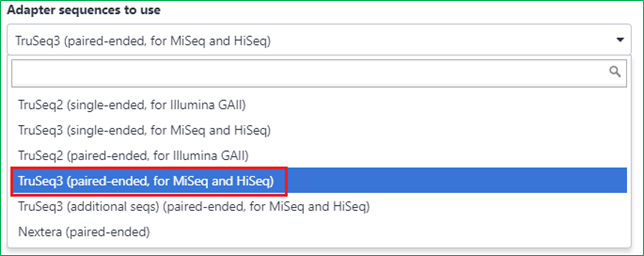 Adapter sequences to use
TruSeq3 (paired-ended, for MiSeq and HiSeq)
TruSeq2 (single-ended, for Illumina GAII)
TruSeq3 (single-ended, for MiSeq and HiSeq)
TruSeq2 (paired-ended, for Illumina GAII)
TruSeq3 (paired-ended, for MiSeq and HiSeq)
TruSeq3 (additional seqs) (paired-ended, for MiSeq and HiSeq)
Nextera (paired-ended)